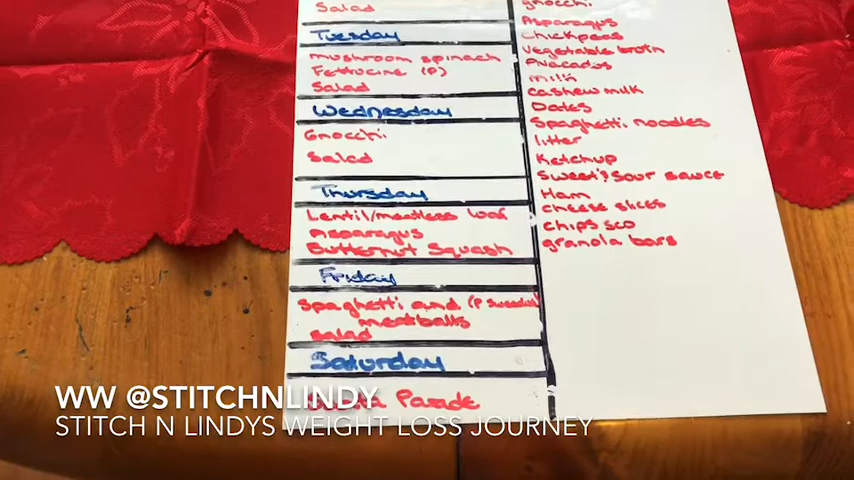 Salad
Tuesday
mushroom spinach
Fettucine (P)
Salad
Wednesday
Gnocchi
Salad
Thursday
Lentil/meatless loaf
Asparagus
Butternut Squash
Friday
Spaghetti and (P Swedish)
meatballs
salad
Saturday
Parade
gnocchi
Asparagus
Chickpeas
Vegetable broth
Avocados
milk
cashew milk
Dates
Spaghetti noodles
litter
Ketchup
Sweet & Sour sauce
Ham
cheese slices
chips sco
granola bars
WW @STITCHNLINDY
STITCH N LINDYS WEIGHT LOSS JOURNEY